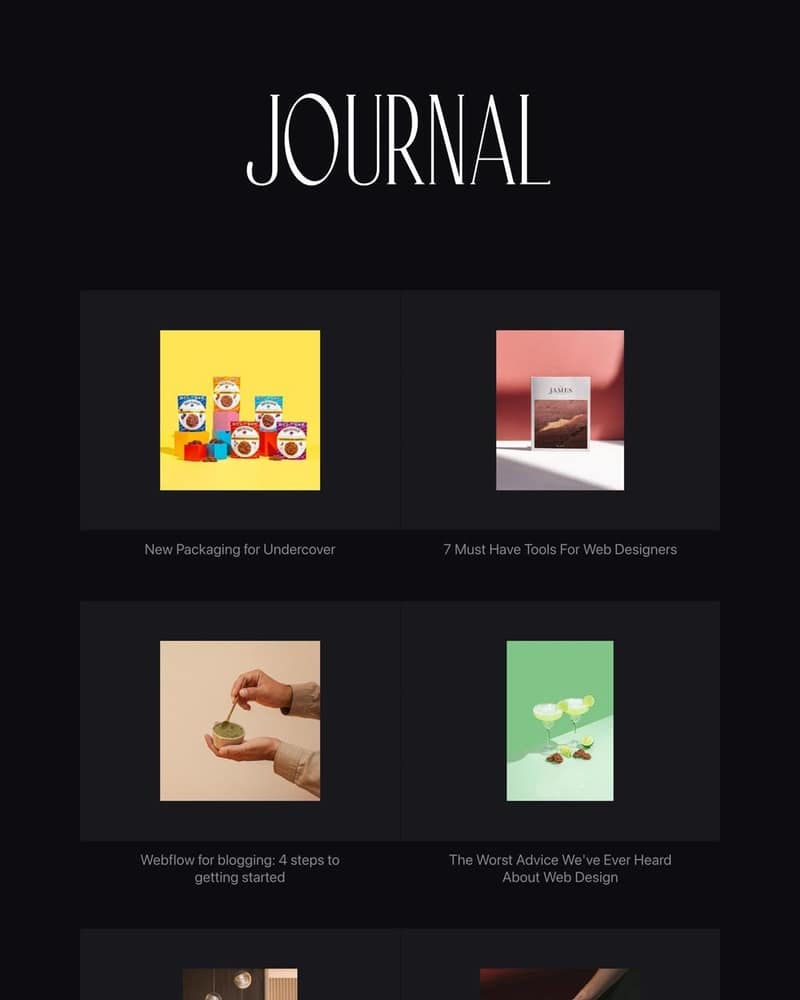 JOURNAL
JAMES
New Packaging for Undercover
7 Must Have Tools For Web Designers
Webflow for blogging: 4 steps to
getting started
The Worst Advice We've Ever Heard
About Web Design